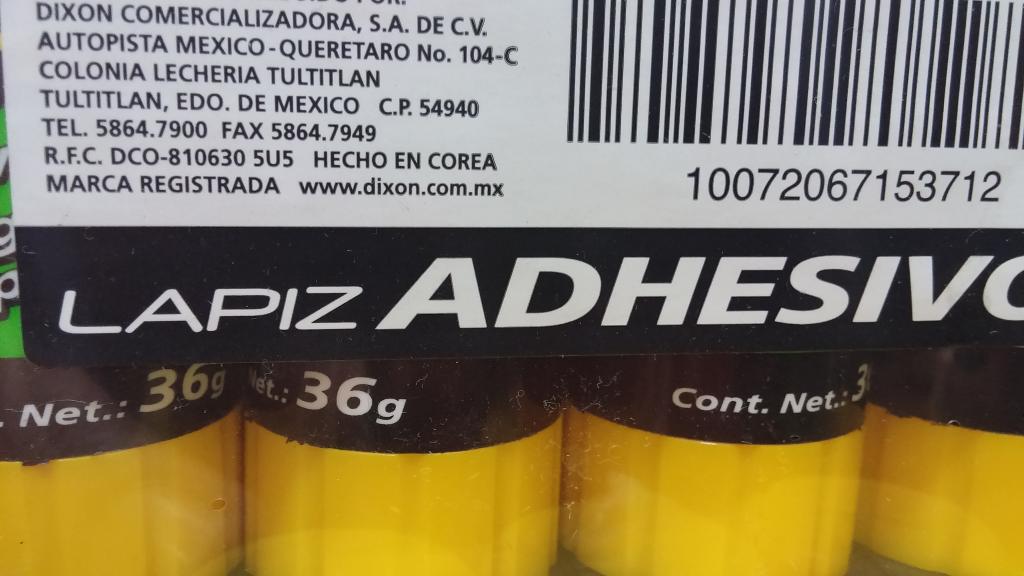 DIXON COMERCIALIZADORA, S.A. DE C.V.
AUTOPISTA MEXICO-QUERETARO No. 104-C
COLONIA LECHERIA TULTITLAN
TULTITLAN, EDO. DE MEXICO C.P. 54940
TEL. 5864.7900 FAX 5864.7949
R.F.C. DCO-810630 5U5 HECHO EN COREA
MARCA REGISTRADA www.dixon.com.mx
10072067153712
LAPIZ ADHESIVO
Net.: 36g
Net.: 36g
Cont. Net.: